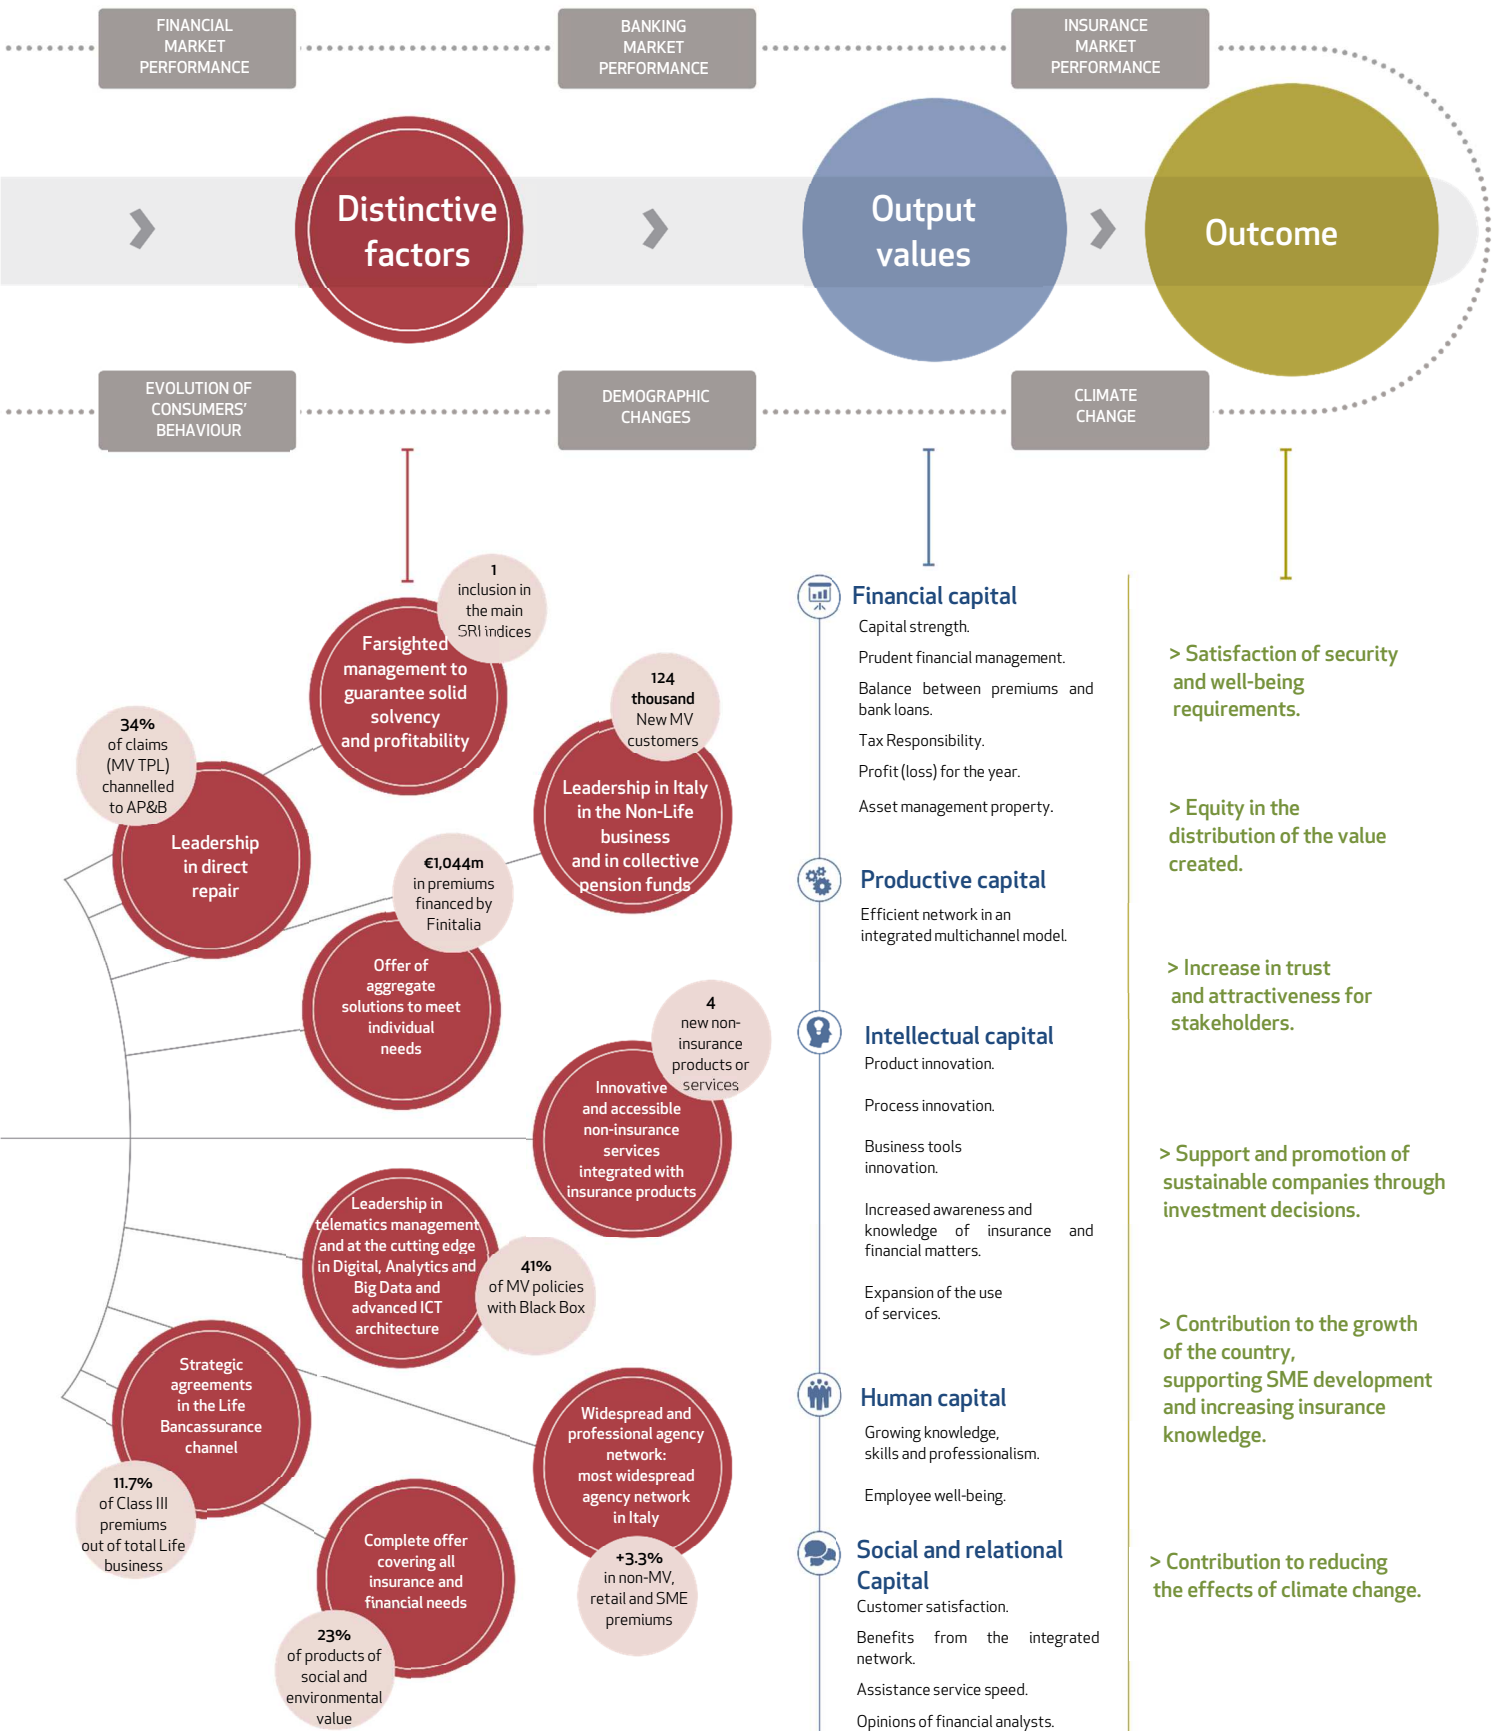 FINANCIAL
MARKET
PERFORMANCE
BANKING
MARKET
PERFORMANCE
INSURANCE
MARKET
PERFORMANCE
Distinctive
factors
Output
values
Outcome
EVOLUTION OF
CONSUMERS’
BEHAVIOUR
DEMOGRAPHIC
CHANGES
CLIMATE
CHANGE
1
inclusion in
the main
SRI indices
Farsighted
management to
guarantee solid
solvency
and profitability
124
thousand
New MV
customers
Leadership in Italy
in the Non-Life
business
and in collective
pension funds
34%
of claims
(MV TPL)
channelled
to AP&B
Leadership
in direct
repair
€1,044m
in premiums
financed by
Finitalia
Offer of
aggregate
solutions to meet
individual
needs
4
new non-
insurance
products or
services
Innovative
and accessible
non-insurance
services
integrated with
insurance products
Leadership in
telematics management
and at the cutting edge
in Digital, Analytics and
Big Data and
advanced ICT
architecture
41%
of MV policies
with Black Box
Strategic
agreements
in the Life
Bancassurance
channel
11.7%
of Class III
premiums
out of total Life
business
Widespread and
professional agency
network:
most widespread
agency network
in Italy
+3.3%
in non-MV,
retail and SME
premiums
Complete offer
covering all
insurance and
financial needs
23%
of products of
social and
environmental
value
Financial capital
Capital strength.
Prudent financial management.
Balance between premiums and
bank loans.
Tax Responsibility.
Profit (loss) for the year.
Asset management property.
Productive capital
Efficient network in an
integrated multichannel model.
Intellectual capital
Product innovation.
Process innovation.
Business tools
innovation.
Increased awareness and
knowledge of insurance and
financial matters.
Expansion of the use
of services.
Human capital
Growing knowledge,
skills and professionalism.
Employee well-being.
Social and relational
Capital
Customer satisfaction.
Benefits from the integrated
network.
Assistance service speed.
Opinions of financial analysts.
> Satisfaction of security
and well-being
requirements.
> Equity in the
distribution of the value
created.
> Increase in trust
and attractiveness for
stakeholders.
> Support and promotion of
sustainable companies through
investment decisions.
> Contribution to the growth
of the country,
supporting SME development
and increasing insurance
knowledge.
> Contribution to reducing
the effects of climate change.